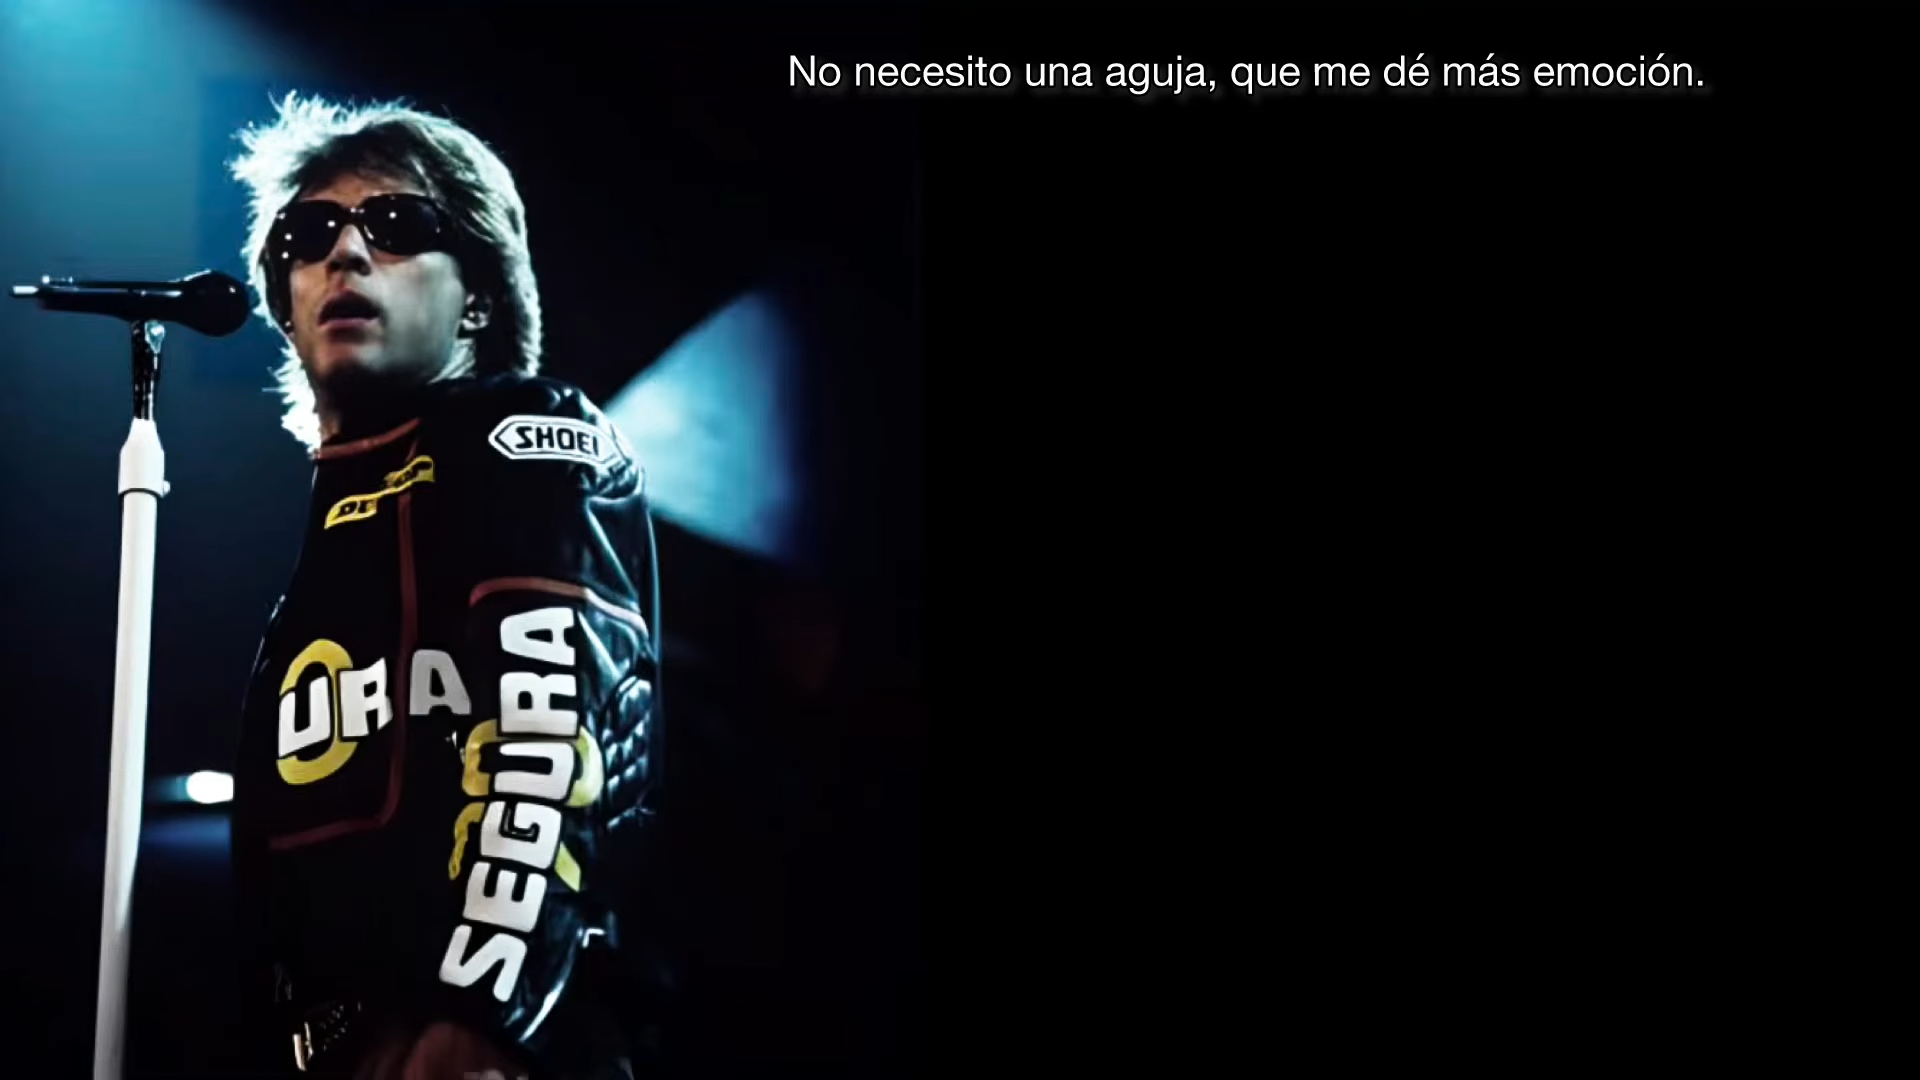 No necesito una aguja, que me dé más emoción.
SHOEI
URA
SEGURA